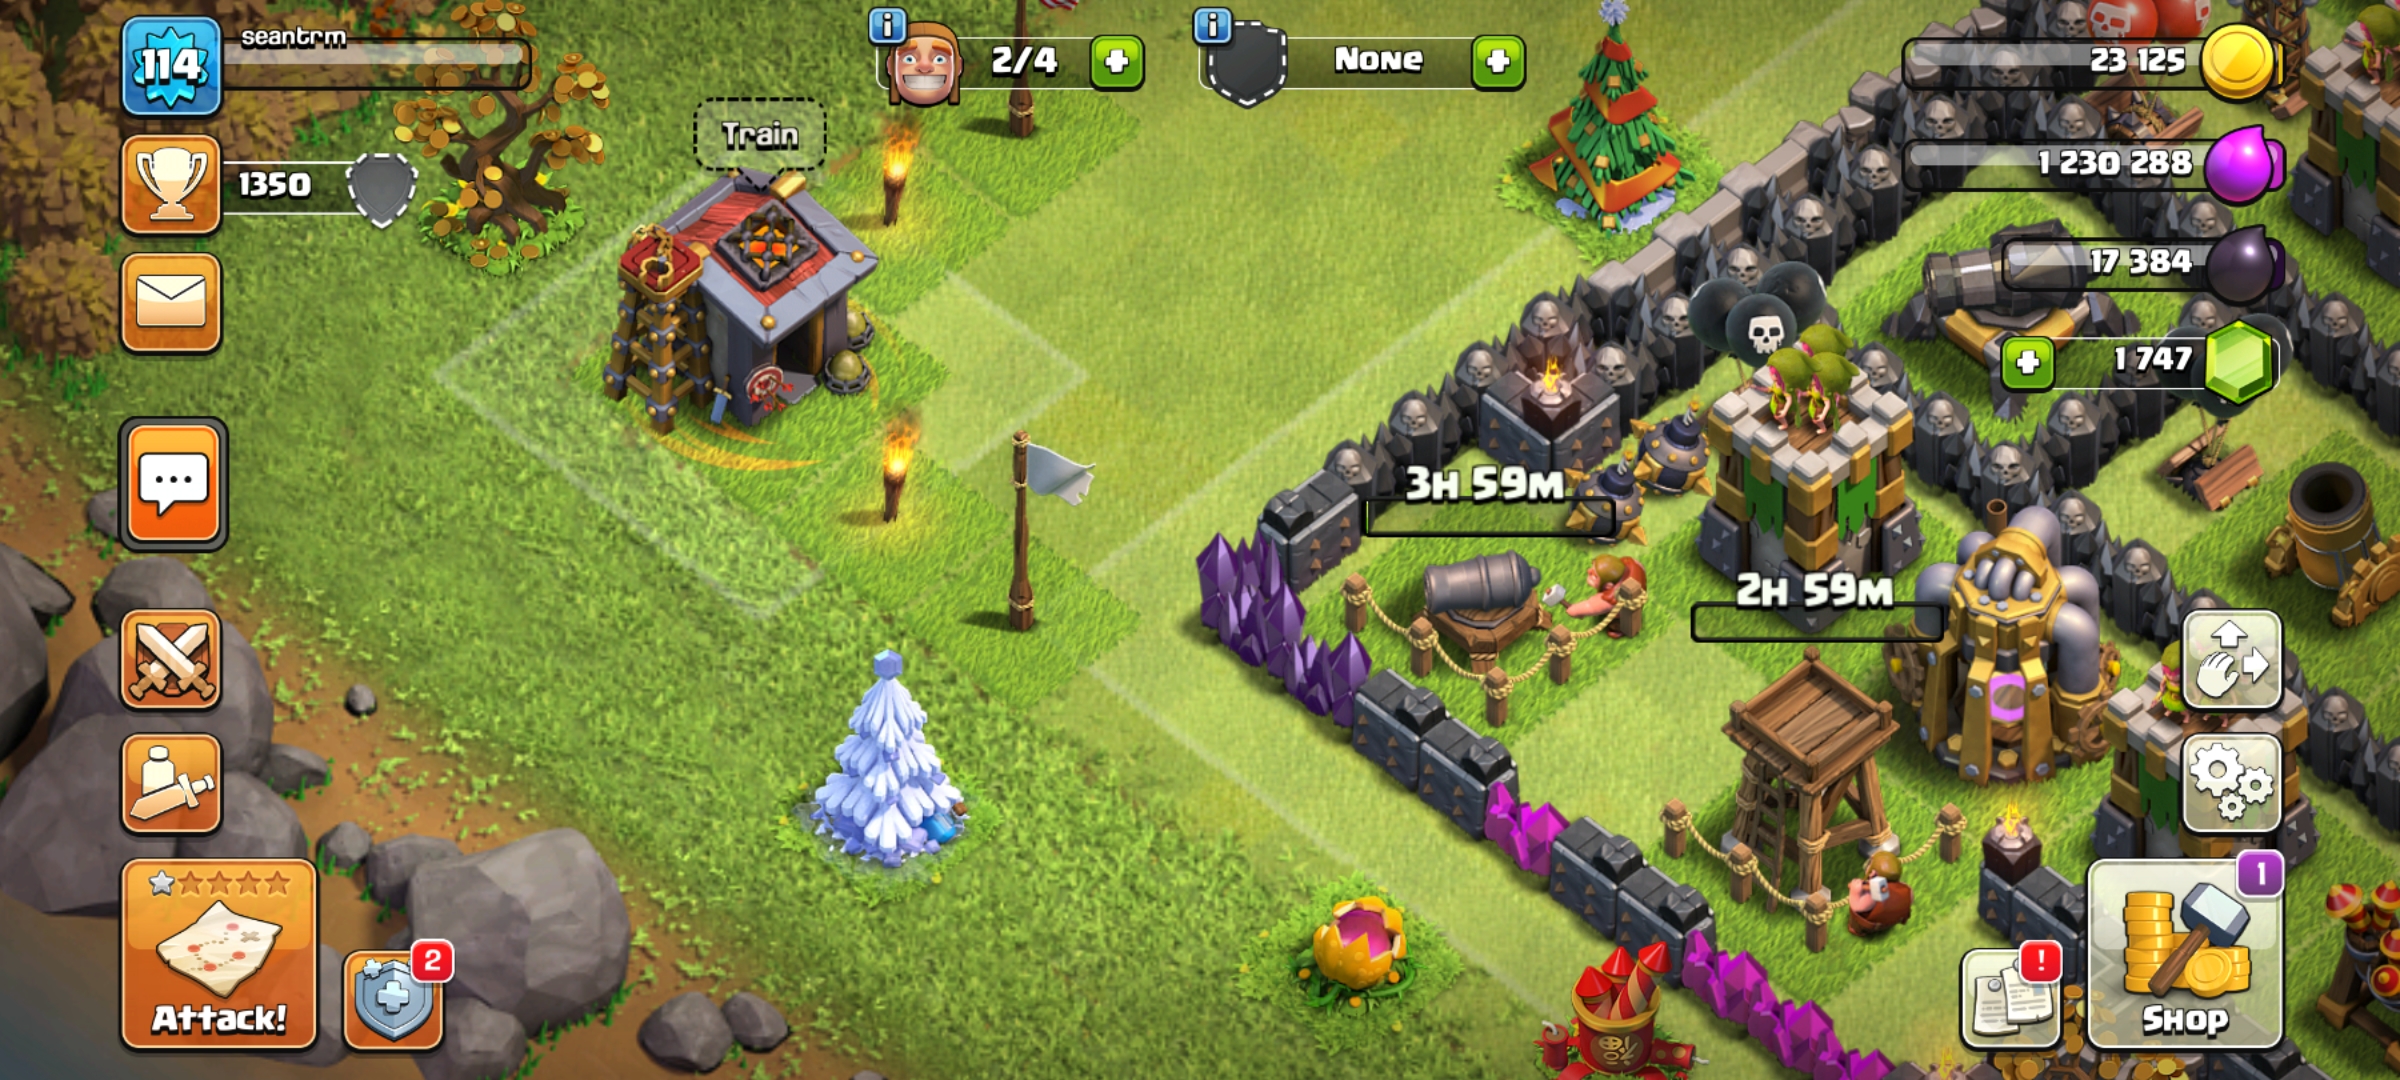 114
seantrm
2/4
None
23 125
Train
1350
1 230 288
17 384
1 747
3H 59M
2H 59M
1
2
!
Attack!
Shop